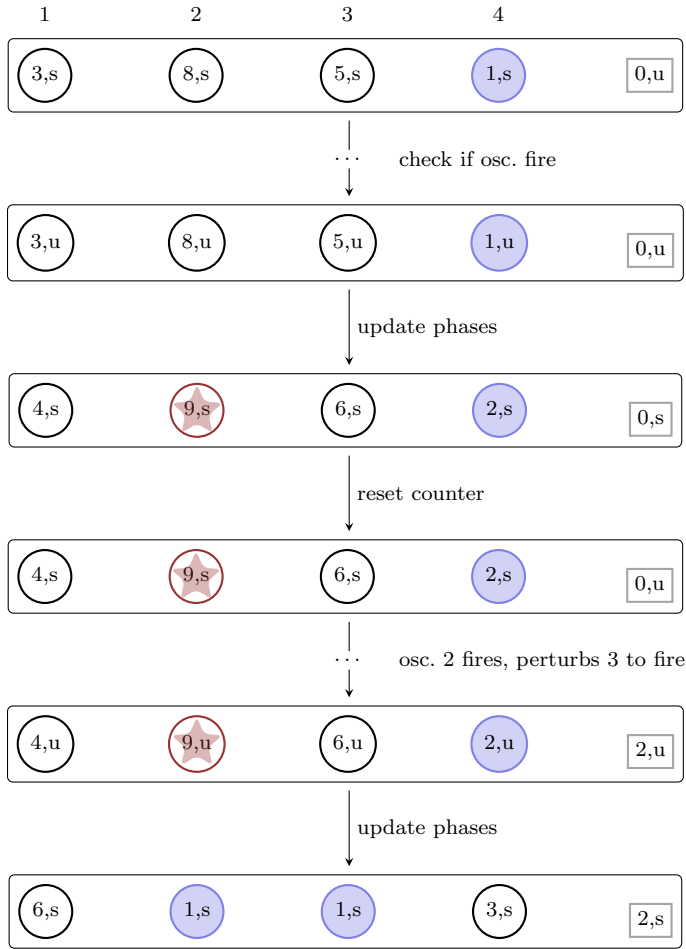 1 2 3 4
3,s 8,s 5,s 1,s 0,u
··· check if osc. fire
3,u 8,u 5,u 1,u 0,u
update phases
4,s 9,s 6,s 2,s 0,s
reset counter
4,s 9,s 6,s 2,s 0,u
··· osc. 2 fires, perturbs 3 to fire
4,u 9,u 6,u 2,u 2,u
update phases
6,s 1,s 1,s 3,s 2,s